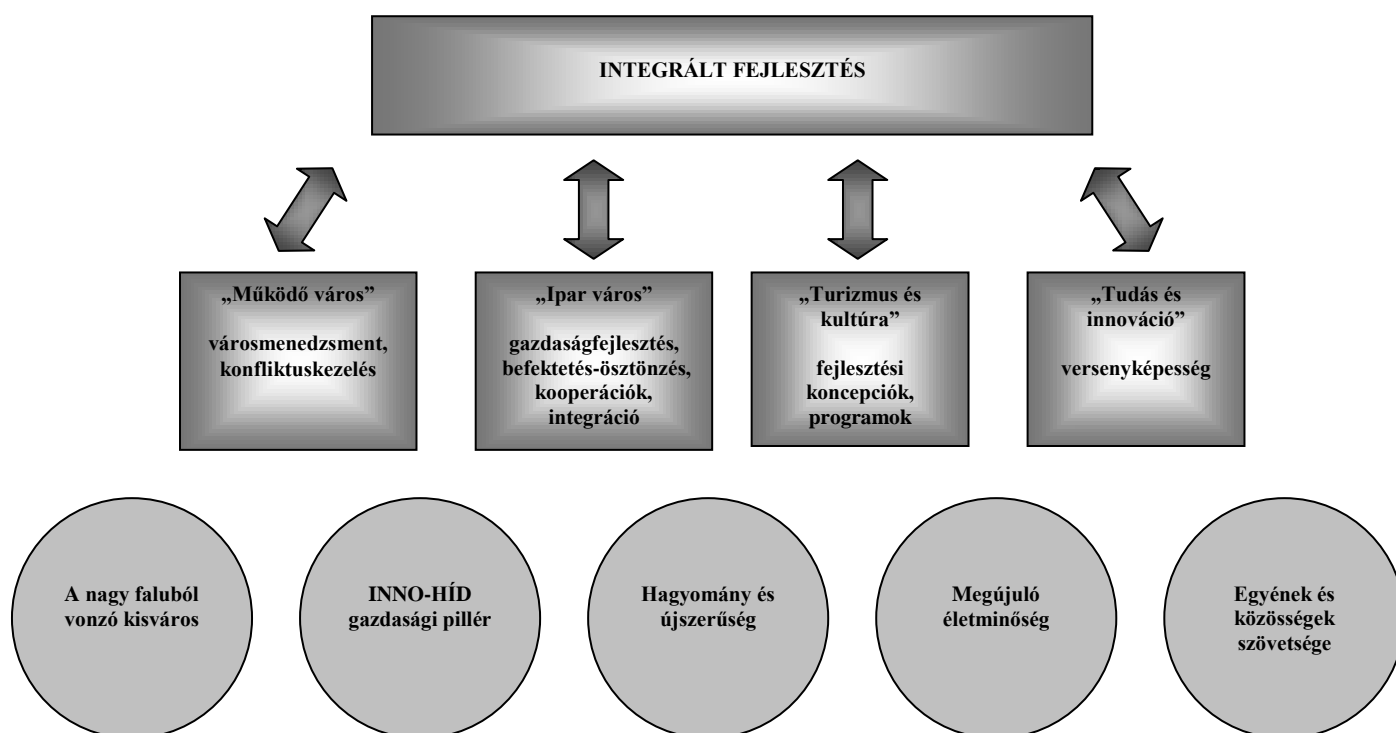 INTEGRÁLT FEJLESZTÉS
„Működő város”
városmenedzsment,
konfliktuskezelés
„Ipar város”
gazdaságfejlesztés,
befektetés-ösztönzés,
kooperációk,
integráció
„Turizmus és
kultúra”
fejlesztési
koncepciók,
programok
„Tudás és
innováció”
versenyképesség
A nagy faluból
vonzó kisváros
INNO-HÍD
gazdasági pillér
Hagyomány és
újszerűség
Megújuló
életminőség
Egyének és
közösségek
szövetsége